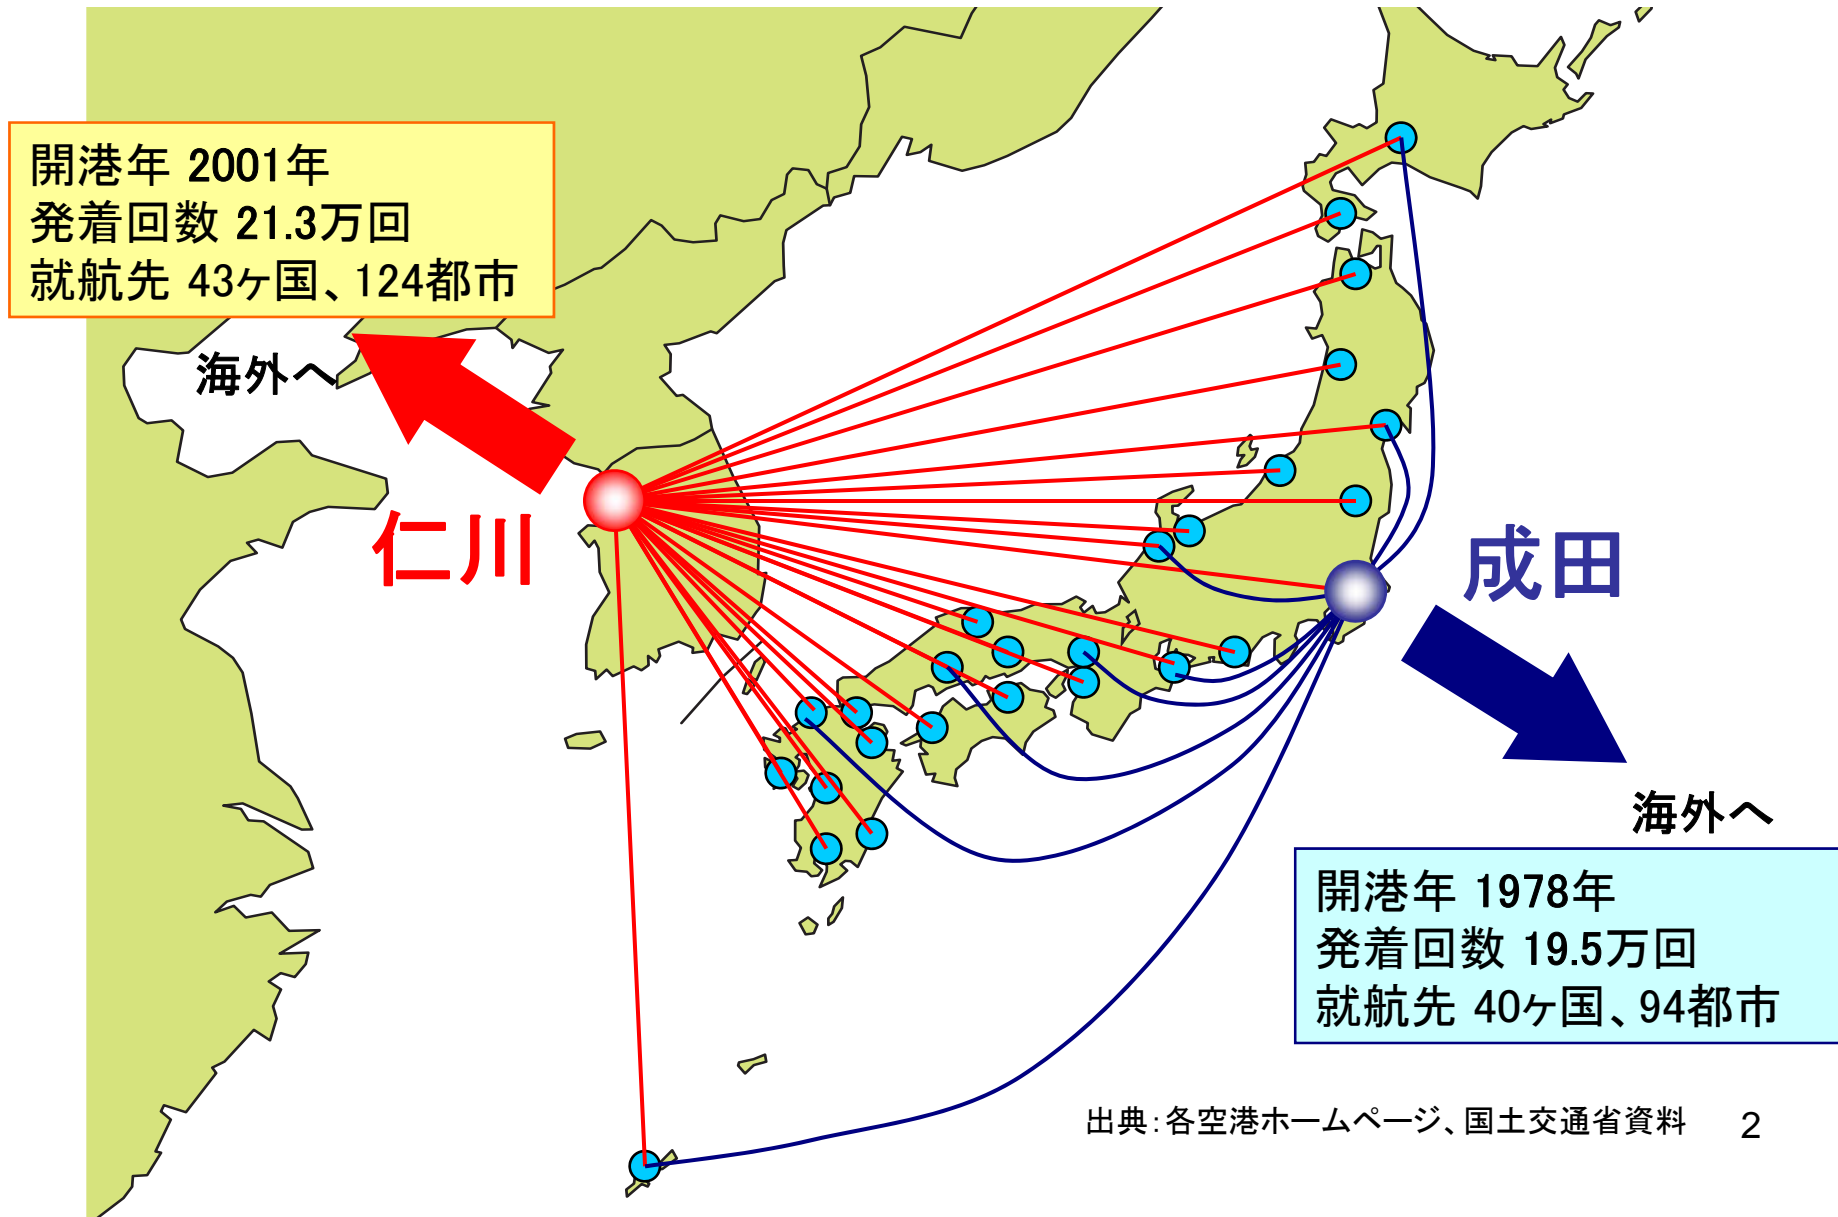 開港年 2001年
発着回数 21.3万回
就航先 43ヶ国、124都市
海外へ
仁川
成田
海外へ
開港年 1978年
発着回数 19.5万回
就航先 40ヶ国、94都市
出典：各空港ホームページ、国土交通省資料
2